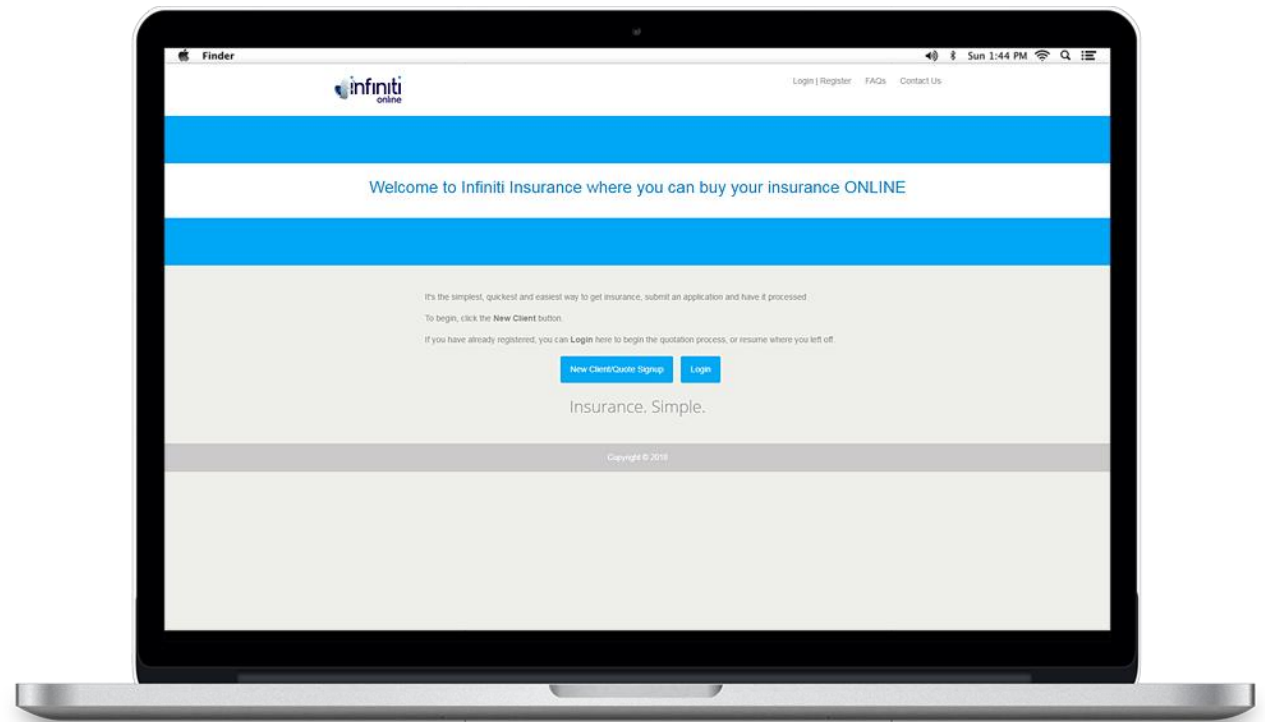 Finder
Sun 1:44 PM
infiniti
online
Login | Register FAQs Contact Us
Welcome to Infiniti Insurance where you can buy your insurance ONLINE
It's the simplest, quickest and easiest way to get insurance, submit an application and have it processed
To begin, click the New Client button.
If you have already registered, you can Login here to begin the quotation process, or resume where you left off.
New Client/Quote Signup Login
Insurance. Simple.
Copyright © 2018